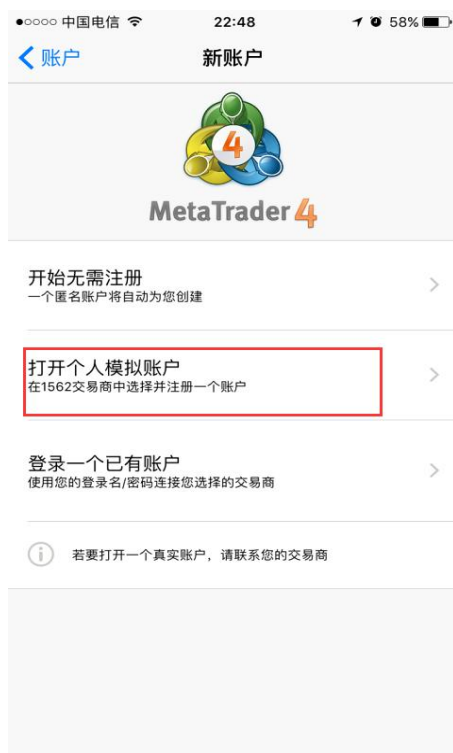 中国电信 22:48 58%
账户 新账户
4
MetaTrader 4
开始无需注册
一个匿名账户将自动为您创建
打开个人模拟账户
在1562交易商中选择并注册一个账户
登录一个已有账户
使用您的登录名/密码连接您选择的交易商
若要打开一个真实账户，请联系您的交易商